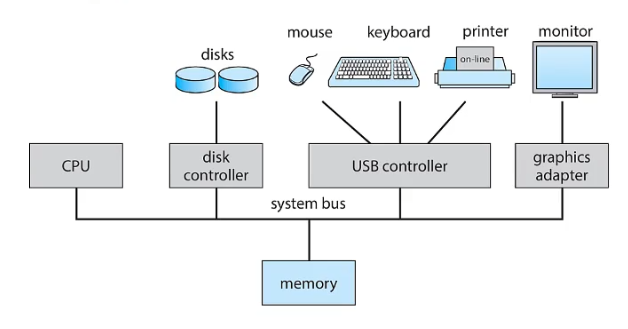 mouse
keyboard
printer
monitor
disks
on-line
CPU
disk
controller
USB controller
graphics
adapter
system bus
memory